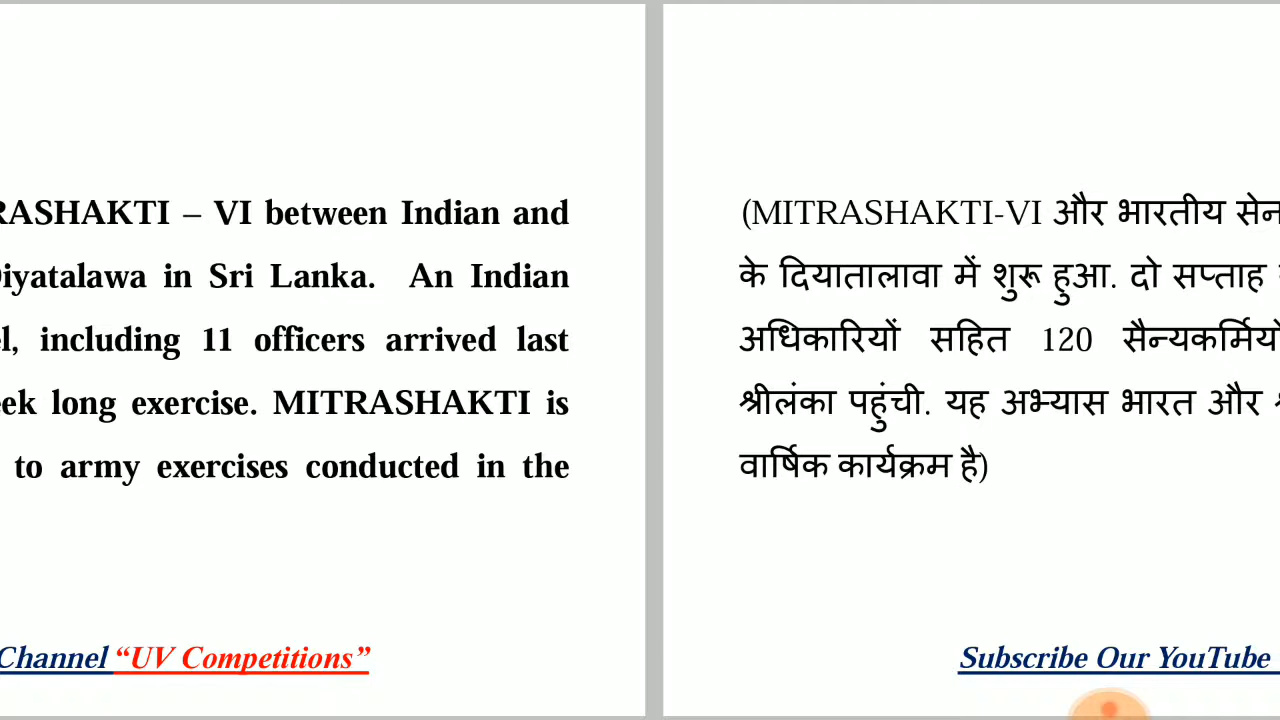 RASHAKTI – VI between Indian and
iyatalawa in Sri Lanka. An Indian
l, including 11 officers arrived last
eek long exercise. MITRASHAKTI is
to army exercises conducted in the
Channel “UV Competitions”
(MITRASHAKTI-VI और भारतीय सेन
के दियातालावा में शुरू हुआ. दो सप्ताह
अधिकारियों सहित 120 सैन्यकर्मियों
श्रीलंका पहुंची. यह अभ्यास भारत और
वार्षिक कार्यक्रम है)
Subscribe Our YouTube